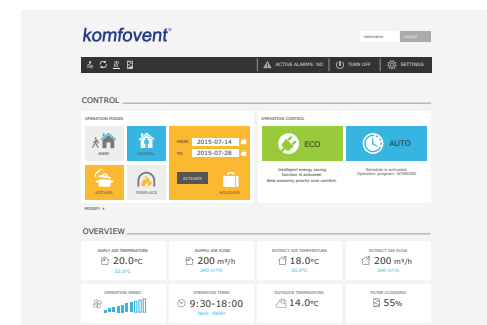 komfovent®
Username
LOGOUT
ON
ACTIVE ALARMS: NO
TURN OFF
SETTINGS
CONTROL
OPERATION MODES
OPERATION CONTROL
AWAY
NORMAL
FROM 2015-07-14
TO 2015-07-28
ACTIVATE
HOLIDAYS
KITCHEN
FIREPLACE
ECO
AUTO
Intelligent energy saving
function is activated.
Best economy priority over comfort.
Schedule is activated.
Operation program: WORKING
MODIFY +
OVERVIEW
SUPLY AIR TEMPERATURE
20.0°C
22.0°C
SUPPLY AIR FLOW
200 m³/h
240 m³/h
EXTRACT AIR TEMPERATURE
18.0°C
20.0°C
EXTRACT AIR FLOW
200 m³/h
240 m³/h
OPERATION SPEED
OPERATION TIMER
9:30-18:00
Next: AWAY
OUTDOOR TEMPERATURE
14.0°C
FILTER CLOGGING
55%